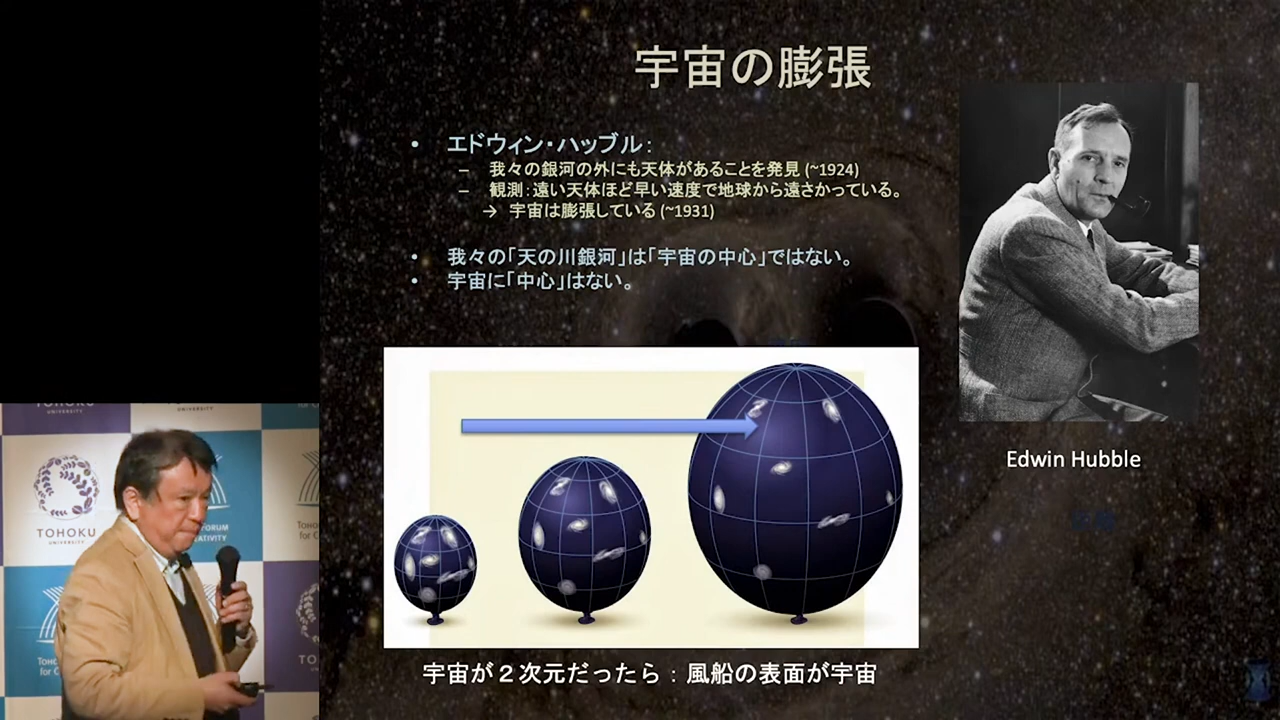 宇宙の膨張
• エドウィン・ハッブル:
– 我々の銀河の外にも天体があることを発見 (~1924)
– 観測:遠い天体ほど早い速度で地球から遠さかっている。
→ 宇宙は膨張している (~1931)
• 我々の「天の川銀河」は「宇宙の中心」ではない。
• 宇宙に「中心」はない。
Edwin Hubble
宇宙が2次元だったら:風船の表面が宇宙
UNIVERSITY
UNIVERSITY
for C
TOHOKU
UNIVERSITY
FORUM
Tohoku
for C